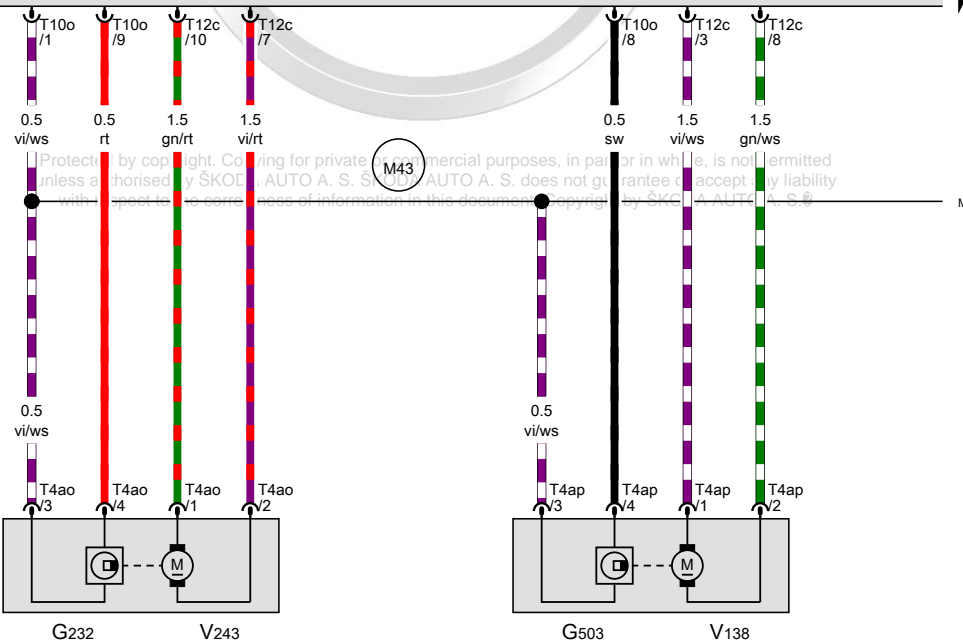 T10o T10o T12c T12c T10o T12c T12c
/1 /9 /10 /7 /8 /3 /8
0.5 0.5 1.5 1.5 0.5 1.5 1.5
vi/ws rt gn/rt vi/rt sw vi/ws gn/ws
Protected by copyright. Copying for private or commercial purposes, in part or in whole, is not permitted
M43
unless authorised by ŠKODA AUTO A. S. ŠKODA AUTO A. S. does not guarantee or accept any liability
with respect to the correctness of information in this document. Copyright by ŠKODA AUTO A. S.�
0.5 0.5
vi/ws vi/ws
T4ao T4ao T4ao T4ao T4ap T4ap T4ap T4ap
/3 /4 /1 /2 /3 /4 /1 /2
M M
G232 V243 G503 V138